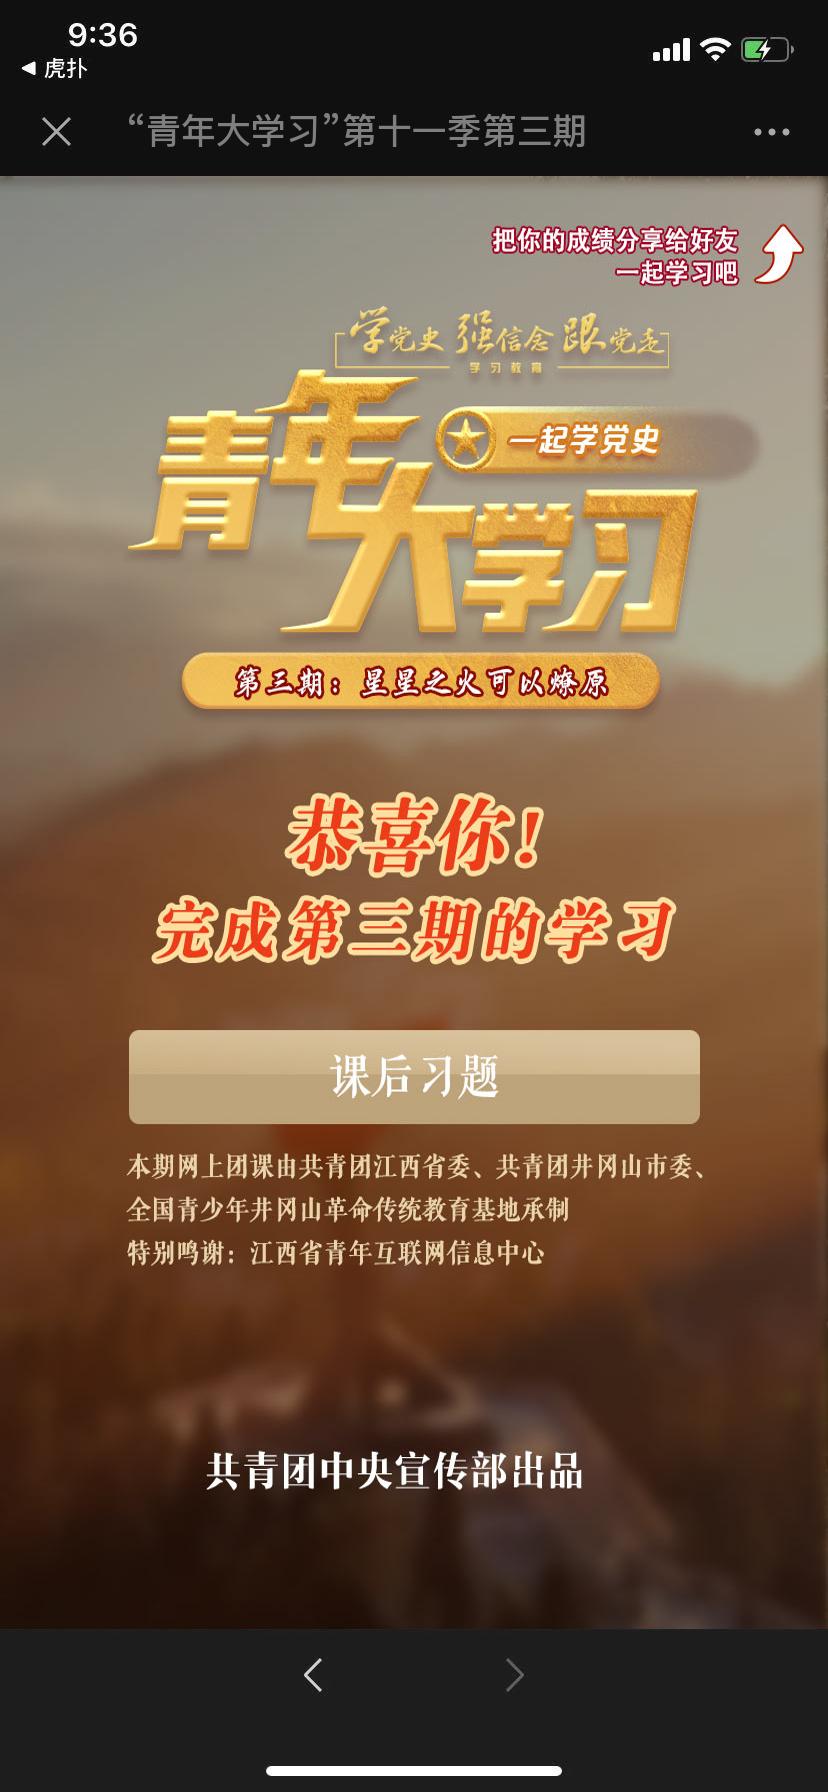 9:36
◀ 虎扑
“青年大学习”第十一季第三期
把你的成绩分享给好友
一起学习吧
学党史 强信念 跟党走
学习教育
青年大学习
一起学党史
第三期：星星之火可以燎原
恭喜你！
完成第三期的学习
课后习题
本期网上团课由共青团江西省委、共青团井冈山市委、
全国青少年井冈山革命传统教育基地承制
特别鸣谢：江西省青年互联网信息中心
共青团中央宣传部出品